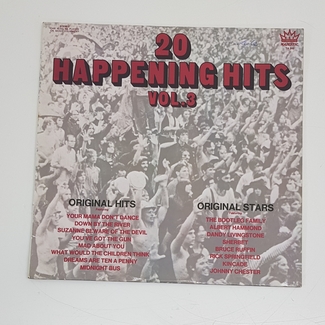 MAJESTIC
20
HAPPENING HITS
VOL.3
ORIGINAL HITS
YOUR MAMA DON'T DANCE
DOWN BY THE RIVER
SUZANNE BEWARE OF THE DEVIL
YOU'VE GOT THE GUN
MAD ABOUT YOU
WHAT WOULD THE CHILDREN THINK
DREAMS ARE TEN A PENNY
MIDNIGHT BUS
ORIGINAL STARS
THE BOOTLEG FAMILY
ALBERT HAMMOND
DANDY LIVINGSTONE
SHERBET
BRUCE RUFFIN
RICK SPRINGFIELD
KINCADE
JOHNNY CHESTER